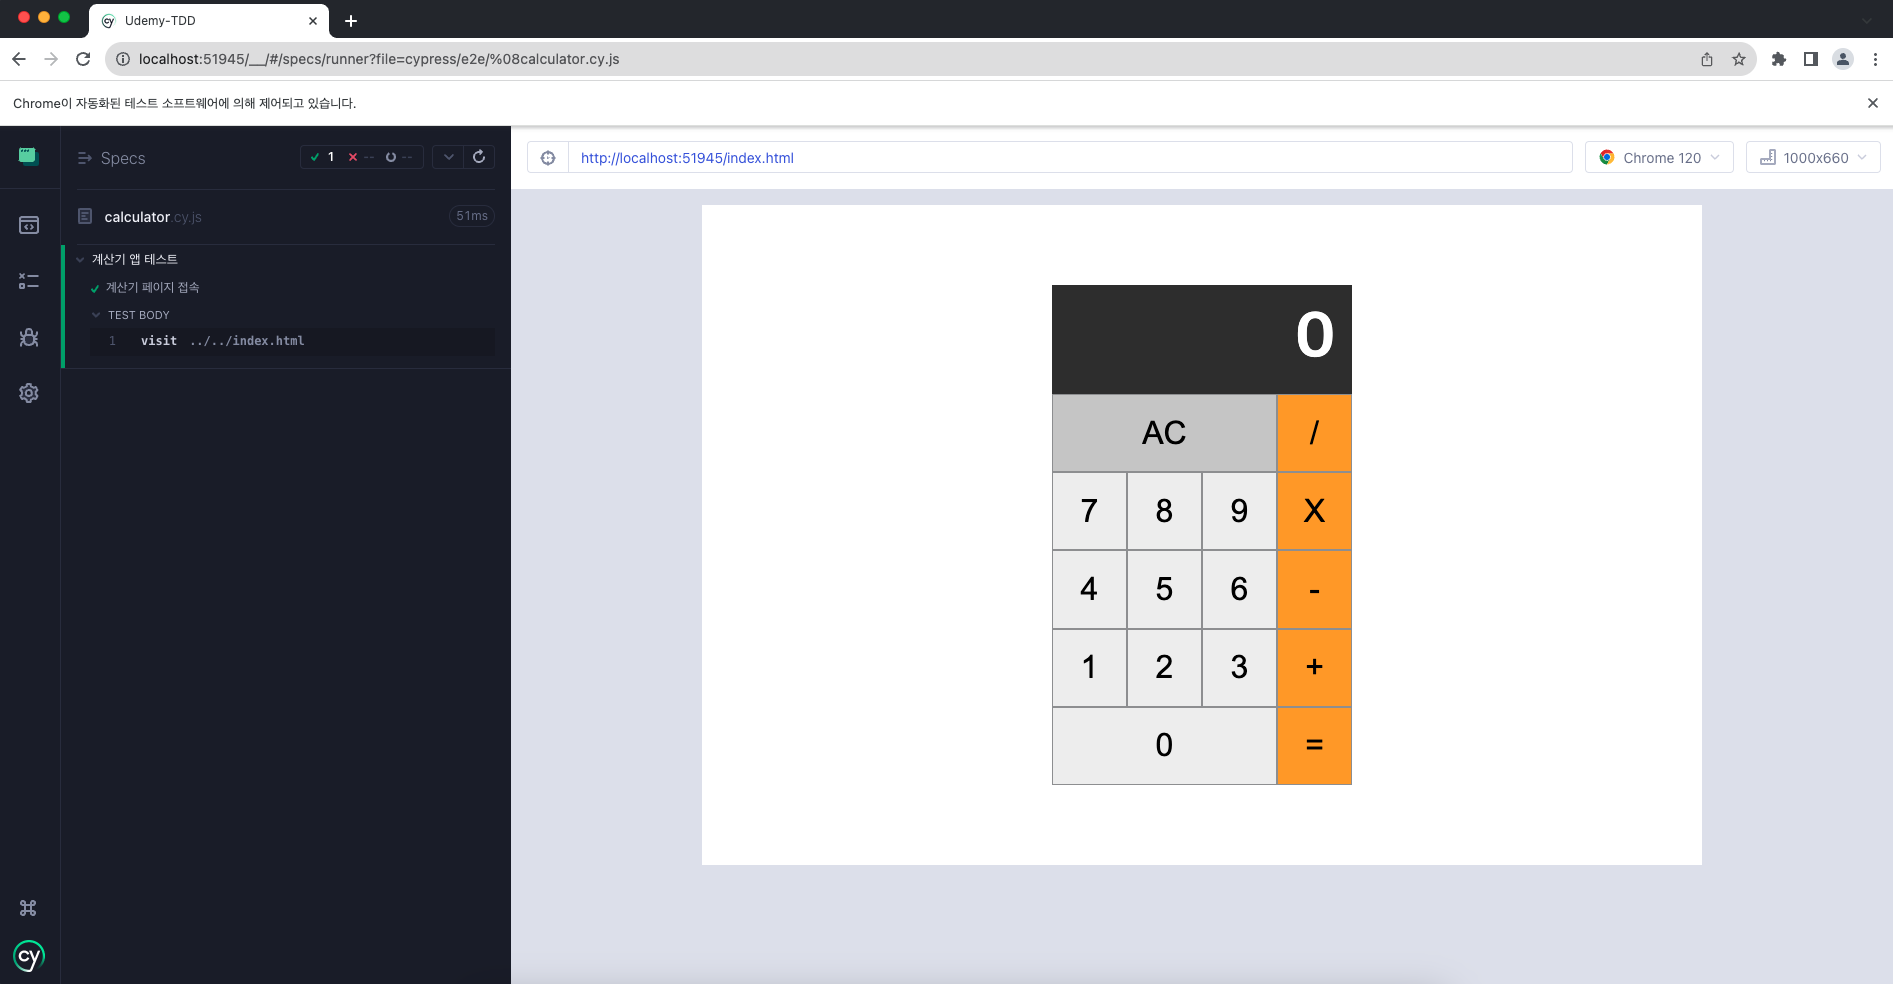 Udemy-TDD
localhost:51945/__/#/specs/runner?file=cypress/e2e/%08calculator.cy.js
Chrome이 자동화된 테스트 소프트웨어에 의해 제어되고 있습니다.
Specs
1 -- --
calculator.cy.js 51ms
계산기 앱 테스트
계산기 페이지 접속
TEST BODY
1 visit ../../index.html
cy
http://localhost:51945/index.html
Chrome 120
1000x660
0
AC /
7 8 9 X
4 5 6 -
1 2 3 +
0 =